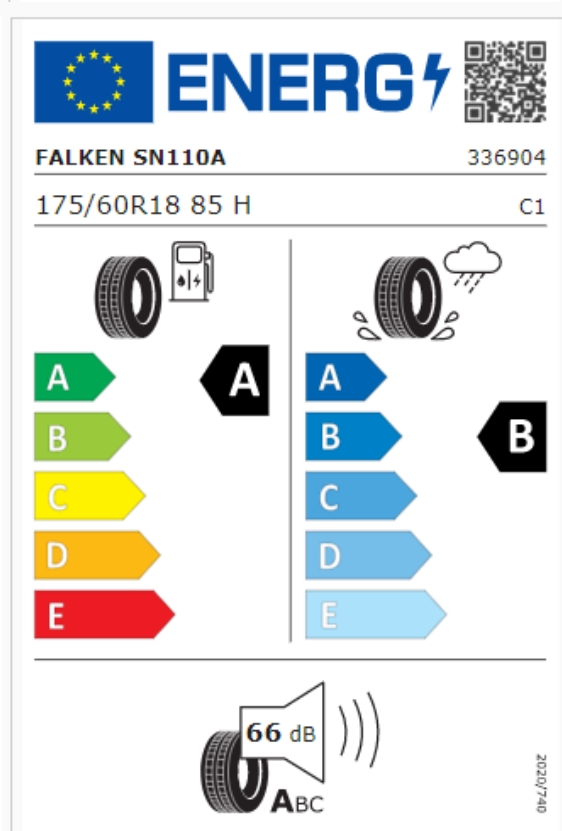 ENERG
FALKEN SN110A 336904
175/60R18 85 H C1
A A
B
C
D
E
A
B B
C
D
E
66 dB
ABC
2020/740